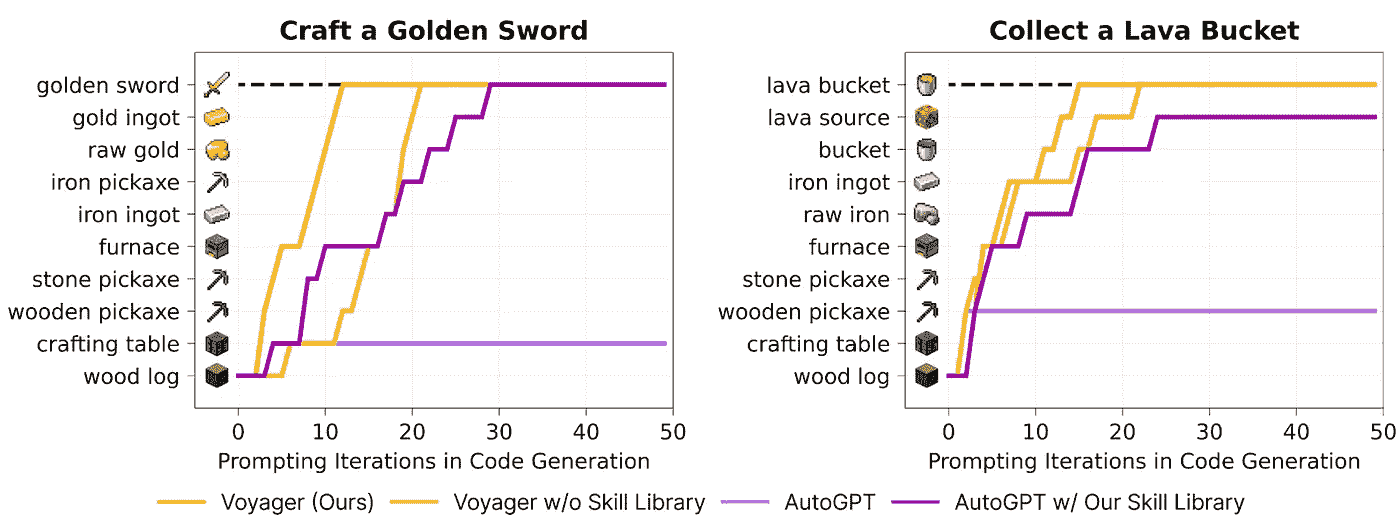 Craft a Golden Sword
golden sword
gold ingot
raw gold
iron pickaxe
iron ingot
furnace
stone pickaxe
wooden pickaxe
crafting table
wood log
0 10 20 30 40 50
Prompting Iterations in Code Generation
Collect a Lava Bucket
lava bucket
lava source
bucket
iron ingot
raw iron
furnace
stone pickaxe
wooden pickaxe
crafting table
wood log
0 10 20 30 40 50
Prompting Iterations in Code Generation
Voyager (Ours) Voyager w/o Skill Library AutoGPT AutoGPT w/ Our Skill Library